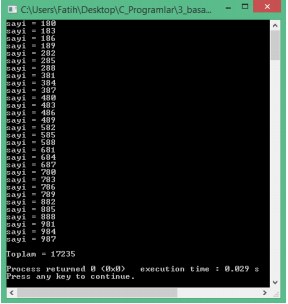 C:\Users\Fatih\Desktop\C_Programlar\3_basa...
sayi = 180
sayi = 183
sayi = 186
sayi = 189
sayi = 282
sayi = 285
sayi = 288
sayi = 381
sayi = 384
sayi = 387
sayi = 480
sayi = 483
sayi = 486
sayi = 489
sayi = 582
sayi = 585
sayi = 588
sayi = 681
sayi = 684
sayi = 687
sayi = 780
sayi = 783
sayi = 786
sayi = 789
sayi = 882
sayi = 885
sayi = 888
sayi = 981
sayi = 984
sayi = 987
Toplam = 17235
Process returned 0 (0x0) execution time : 0.029 s
Press any key to continue.